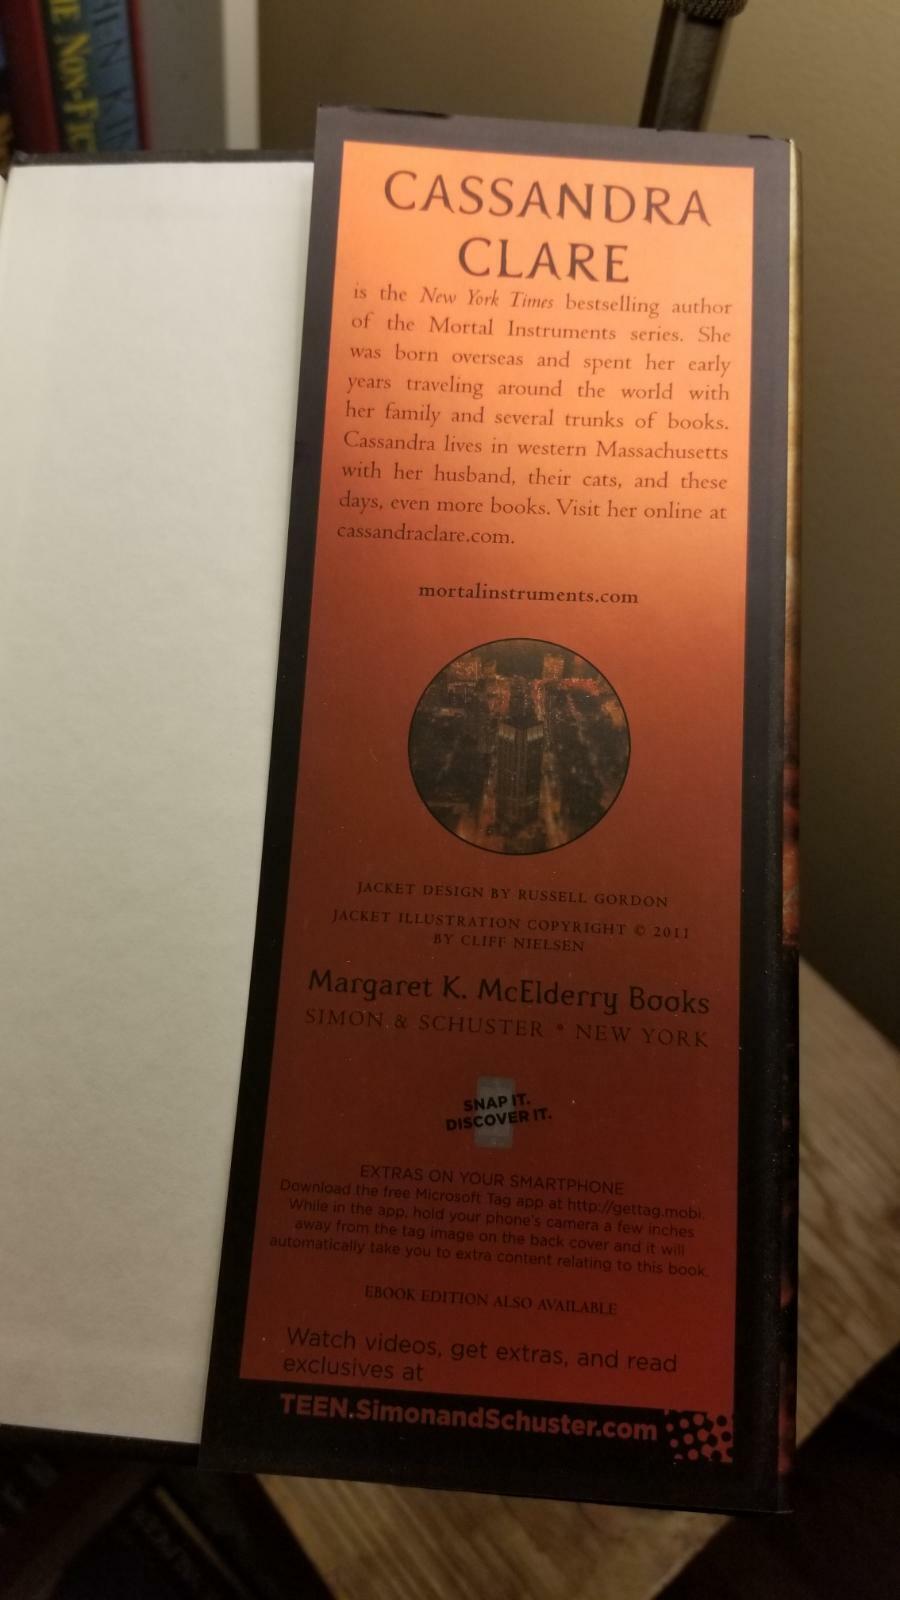 NON-FIC
CASSANDRA
CLARE
is the New York Times bestselling author
of the Mortal Instruments series. She
was born overseas and spent her early
years traveling around the world with
her family and several trunks of books.
Cassandra lives in western Massachusetts
with her husband, their cats, and these
days, even more books. Visit her online at
cassandraclare.com.
mortalinstruments.com
JACKET DESIGN BY RUSSELL GORDON
JACKET ILLUSTRATION COPYRIGHT © 2011
BY CLIFF NIELSEN
Margaret K. McElderry Books
SIMON & SCHUSTER * NEW YORK
SNAP IT.
DISCOVER IT.
EXTRAS ON YOUR SMARTPHONE
Download the free Microsoft Tag app at http://gettag.mobi.
While in the app, hold your phone's camera a few inches
away from the tag image on the back cover and it will
automatically take you to extra content relating to this book.
EBOOK EDITION ALSO AVAILABLE
Watch videos, get extras, and read
exclusives at
TEEN.SimonandSchuster.com